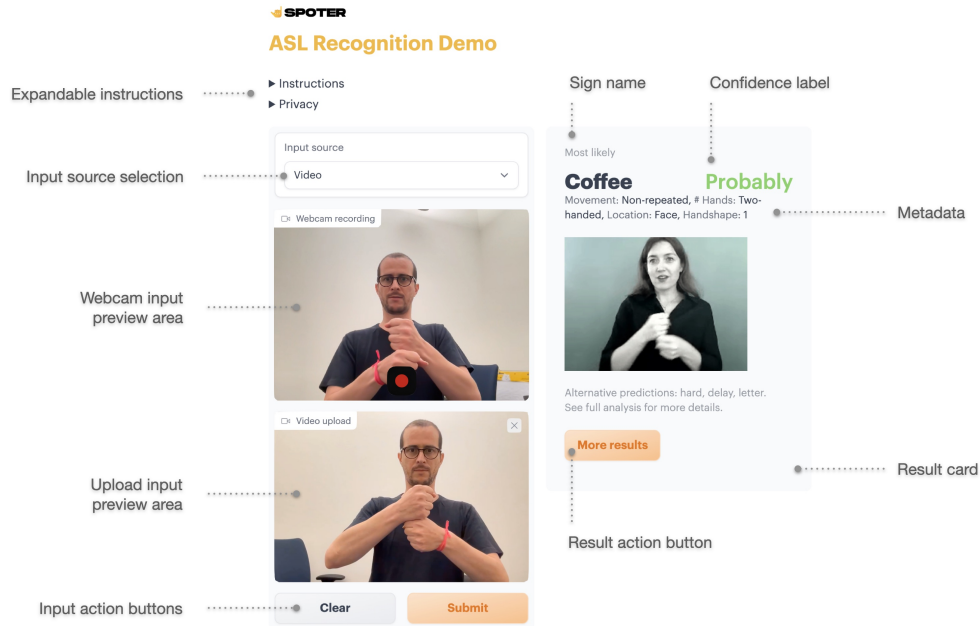 SPOTER
ASL Recognition Demo
Expandable instructions
Instructions
Privacy
Sign name
Confidence label
Input source
Input source selection
Video
Most likely
Coffee
Probably
Movement: Non-repeated, # Hands: Two-
handed, Location: Face, Handshape: 1
Metadata
Webcam recording
Webcam input
preview area
Alternative predictions: hard, delay, letter.
See full analysis for more details.
Video upload
More results
Result card
Upload input
preview area
Result action button
Input action buttons
Clear
Submit